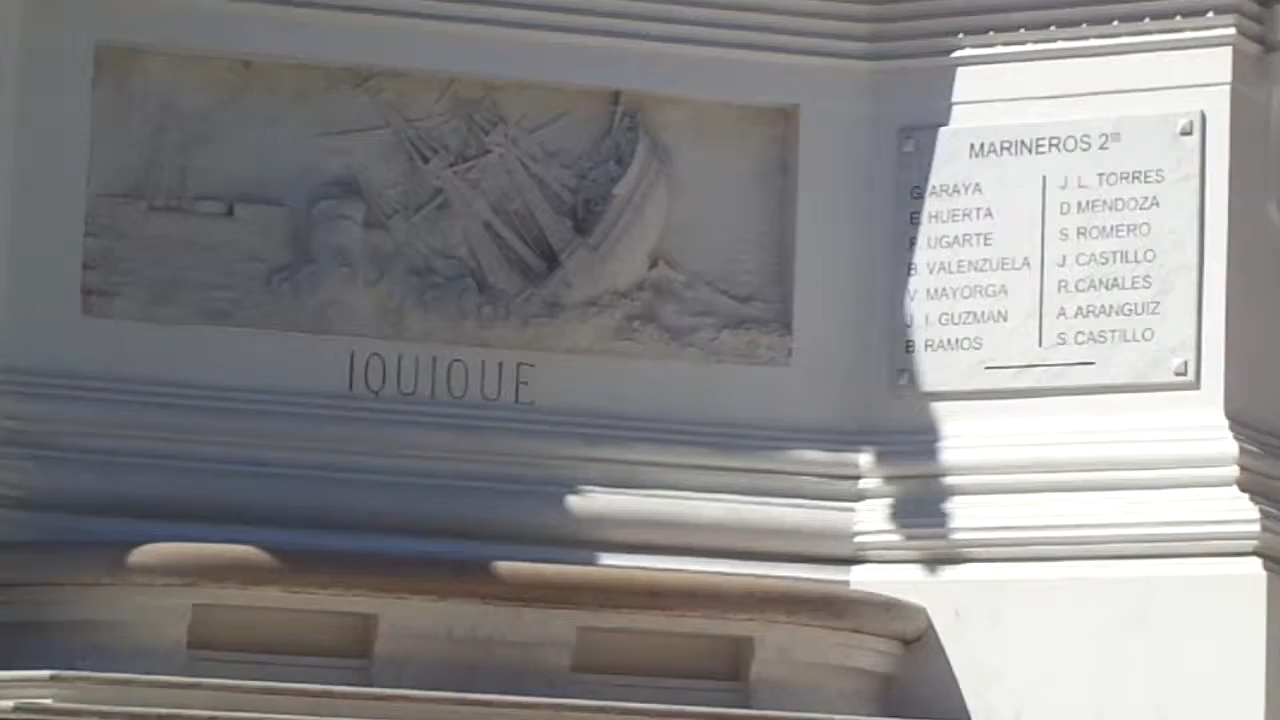 IQUIQUE
MARINEROS 2ᵒˢ
G. ARAYA
E. HUERTA
F. UGARTE
B. VALENZUELA
V. MAYORGA
J. I. GUZMAN
B. RAMOS
J. L. TORRES
D. MENDOZA
S. ROMERO
J. CASTILLO
R. CANALES
A. ARANGUIZ
S. CASTILLO